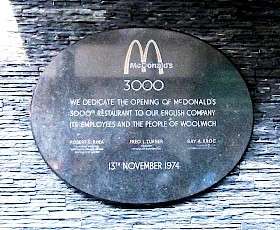 McDonald's
3000
WE DEDICATE THE OPENING OF McDONALD'S
3000TH RESTAURANT TO OUR ENGLISH COMPANY
ITS EMPLOYEES AND THE PEOPLE OF WOOLWICH
ROBERT E. RHEA FRED L. TURNER RAY A. KROC
13TH NOVEMBER 1974